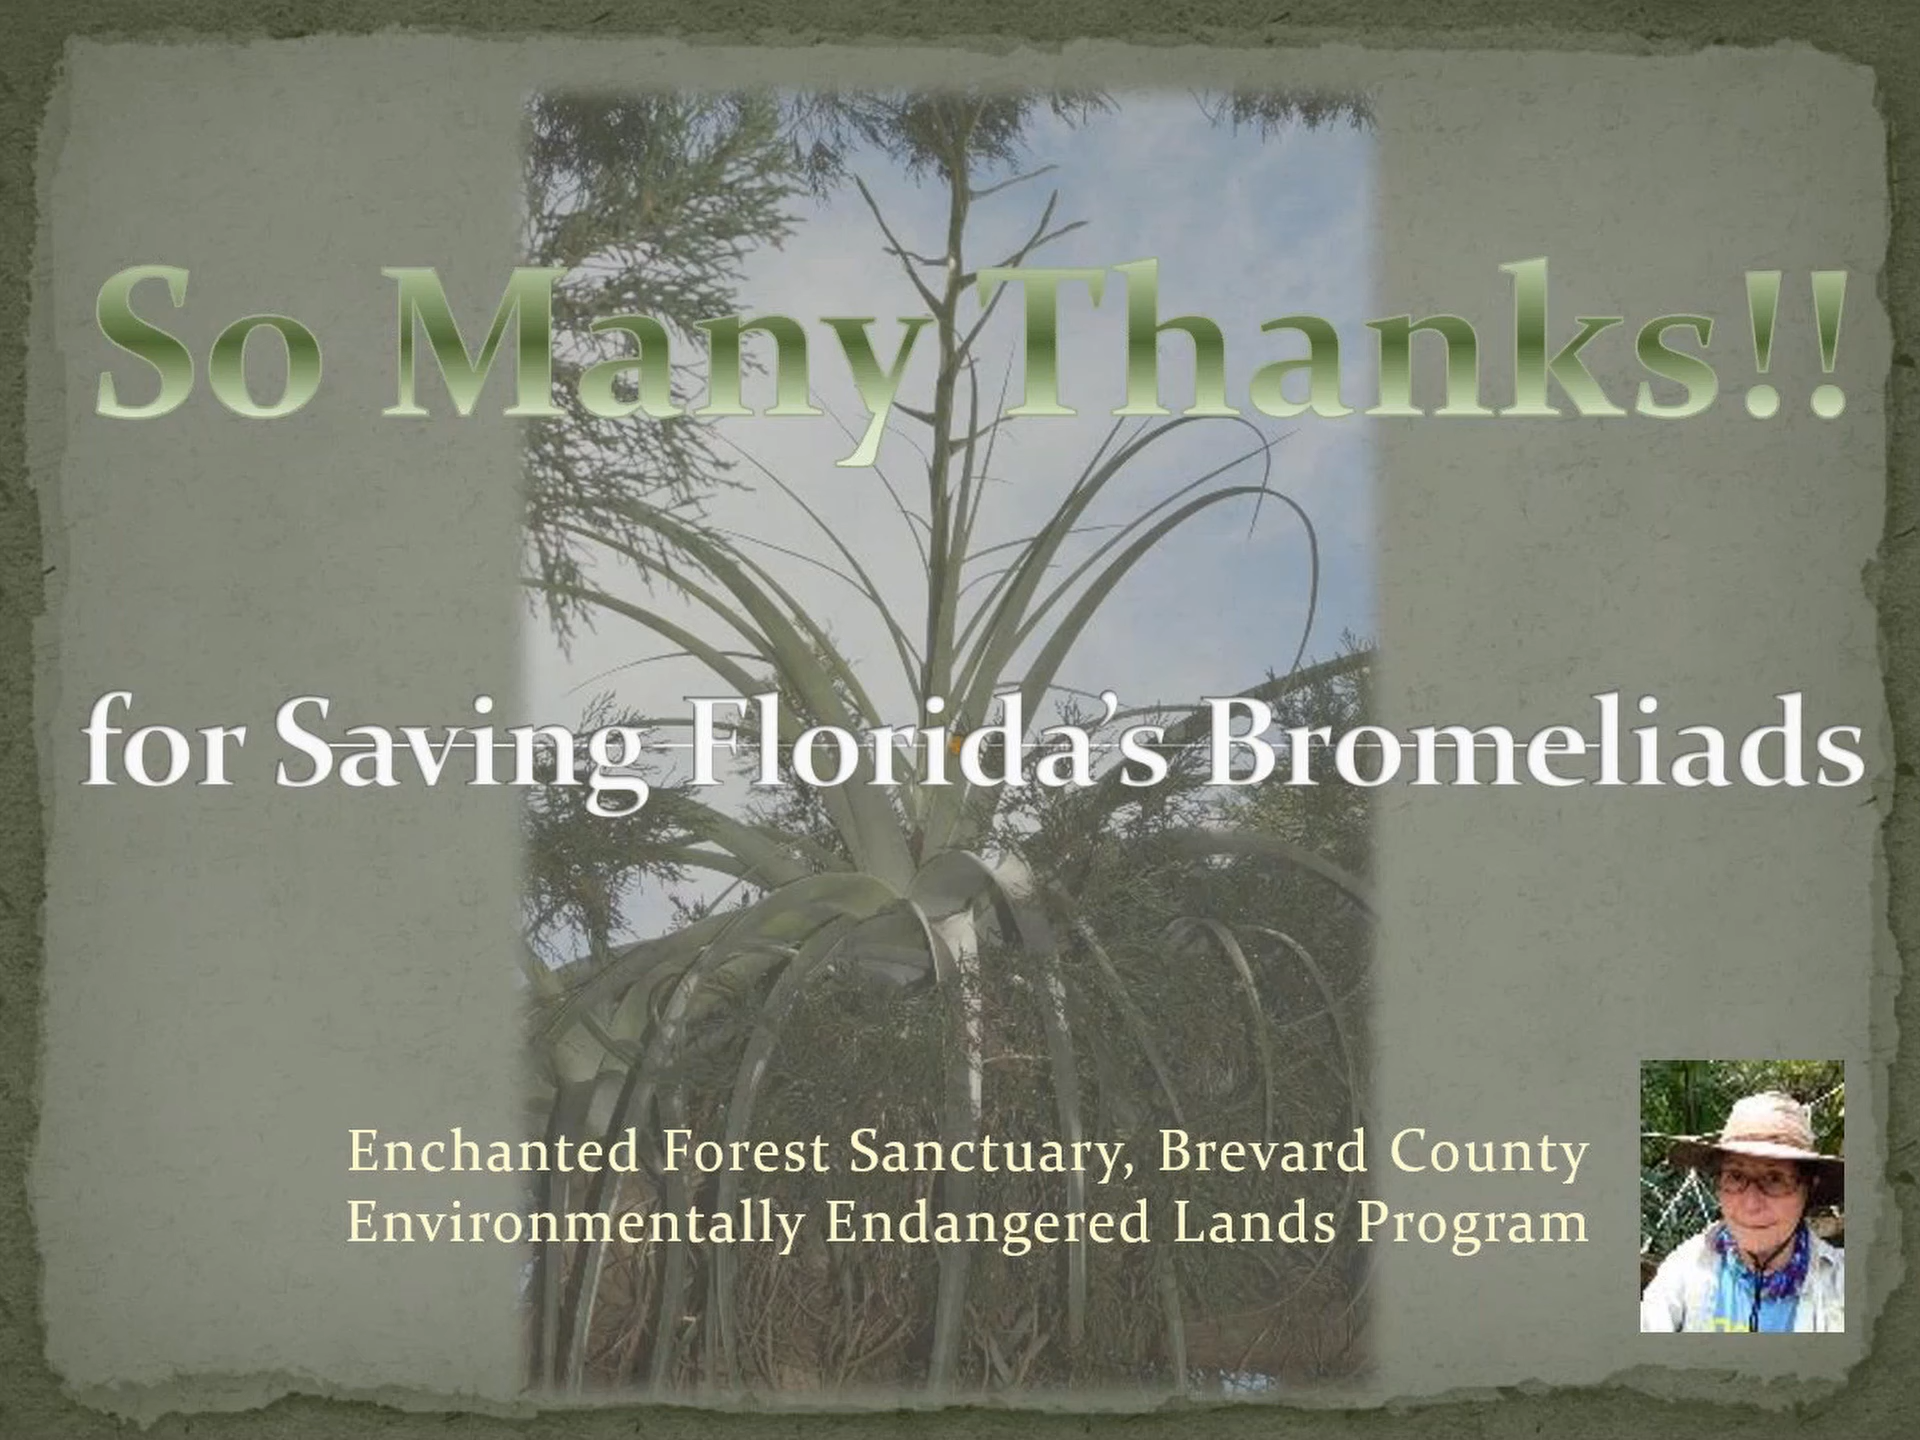 So Many Thanks!!
for Saving Florida’s Bromeliads
Enchanted Forest Sanctuary, Brevard County
Environmentally Endangered Lands Program